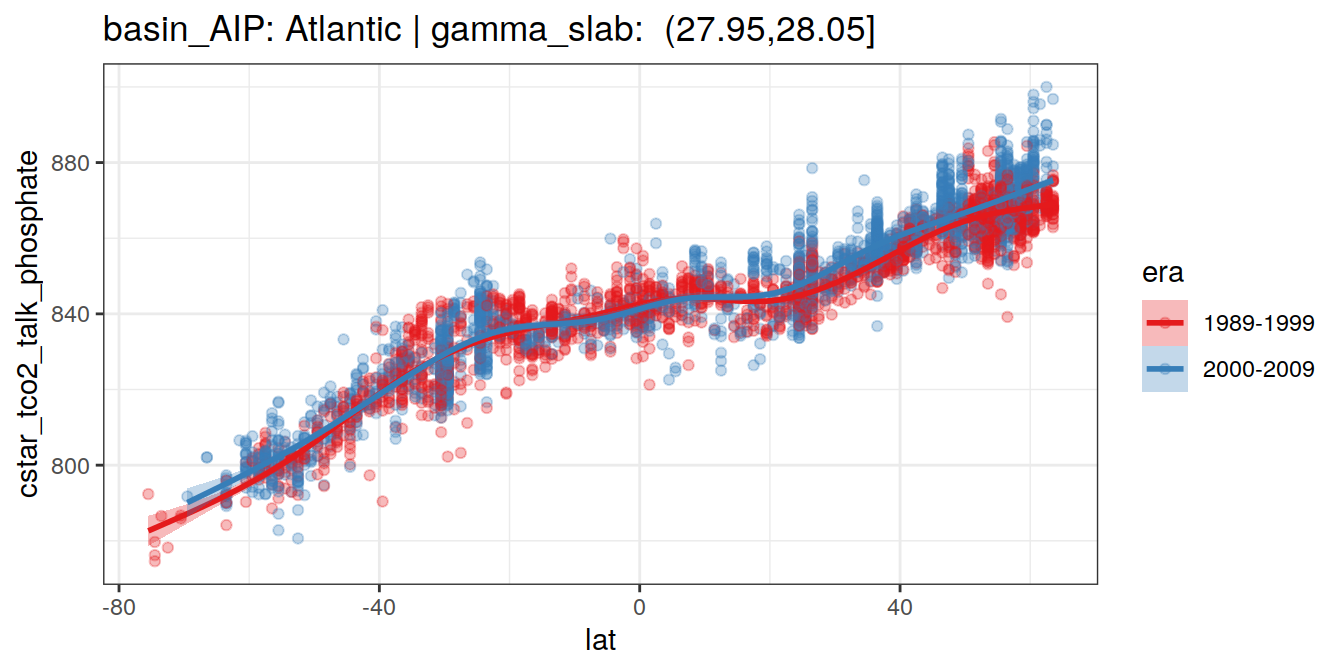 basin_AIP: Atlantic | gamma_slab:  (27.95,28.05]
cstar_tco2_talk_phosphate
880
840
800
-80
-40
0
40
lat
era
1989-1999
2000-2009